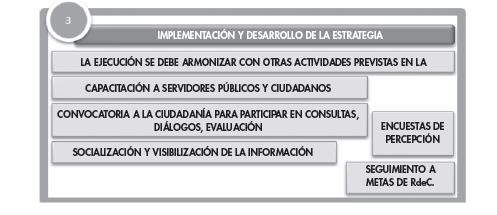 3
IMPLEMENTACIÓN Y DESARROLLO DE LA ESTRATEGIA
LA EJECUCIÓN SE DEBE ARMONIZAR CON OTRAS ACTIVIDADES PREVISTAS EN LA
CAPACITACIÓN A SERVIDORES PÚBLICOS Y CIUDADANOS
CONVOCATORIA A LA CIUDADANÍA PARA PARTICIPAR EN CONSULTAS,
DIÁLOGOS, EVALUACIÓN
ENCUESTAS DE
PERCEPCIÓN
SOCIALIZACIÓN Y VISIBILIZACIÓN DE LA INFORMACIÓN
SEGUIMIENTO A
METAS DE RdeC.